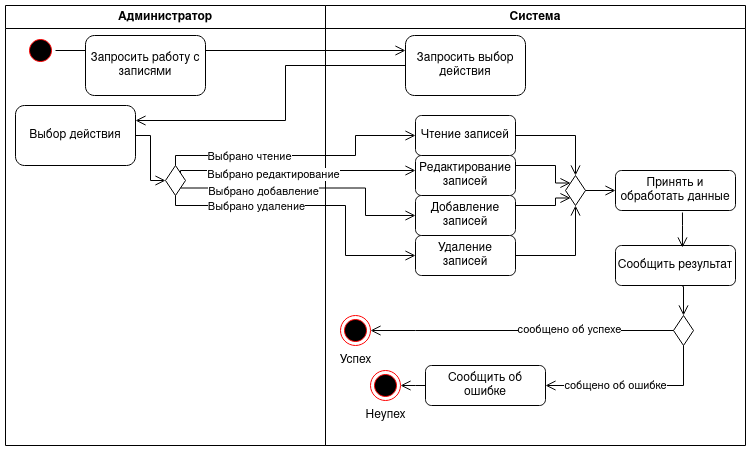 Администратор
Система
Запросить работу с
записями
Запросить выбор
действия
Выбор действия
Выбрано чтение
Выбрано редактирование
Выбрано добавление
Выбрано удаление
Чтение записей
Редактирование
записей
Добавление
записей
Удаление
записей
Принять и
обработать данные
Сообщить результат
сообщено об успехе
Успех
Сообщить об
ошибке
собщено об ошибке
Неупех